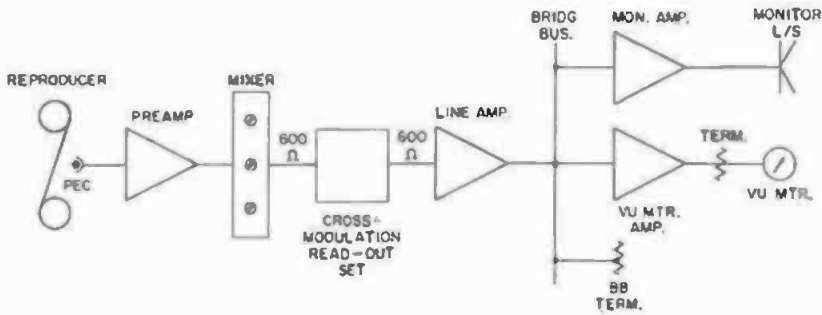 REPRODUCER
PEC
PREAMP
MIXER
600
Ω
CROSS-
MODULATION
READ-OUT
SET
600
Ω
LINE AMP.
BRIDG
BUS.
MON. AMP.
MONITOR
L/S
VU MTR.
AMP.
TERM.
VU MTR.
BB
TERM.